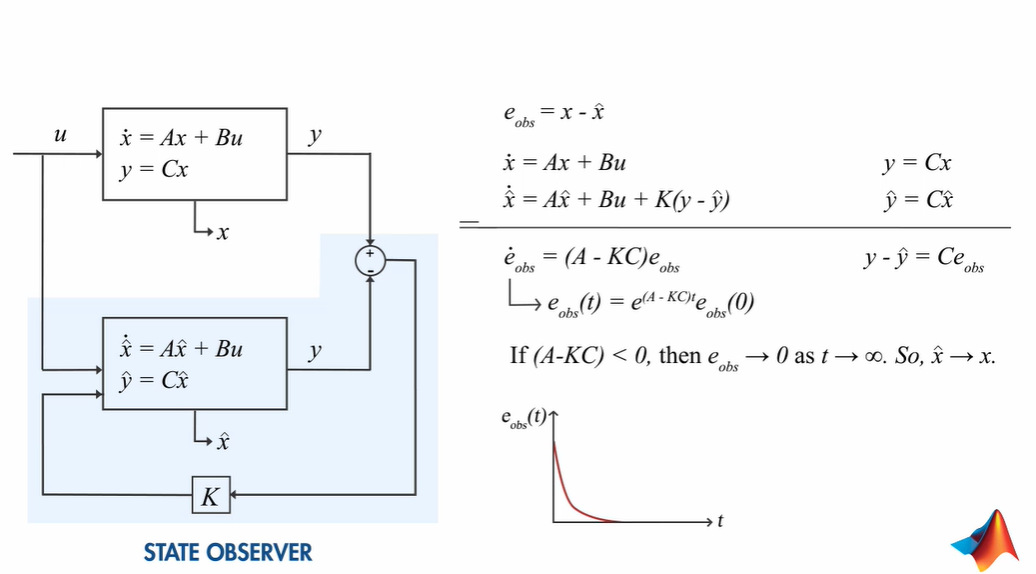 u
ẋ = Ax + Bu
y = Cx
y
x
+
-
x̂̇ = Ax̂ + Bu
ŷ = Cx̂
y
x̂
K
STATE OBSERVER
e_obs = x - x̂
ẋ = Ax + Bu y = Cx
x̂̇ = Ax̂ + Bu + K(y - ŷ) ŷ = Cx̂
ė_obs = (A - KC)e_obs y - ŷ = Ce_obs
e_obs(t) = e^(A - KC)t e_obs(0)
If (A-KC) < 0, then e_obs → 0 as t → ∞. So, x̂ → x.
e_obs(t)
t